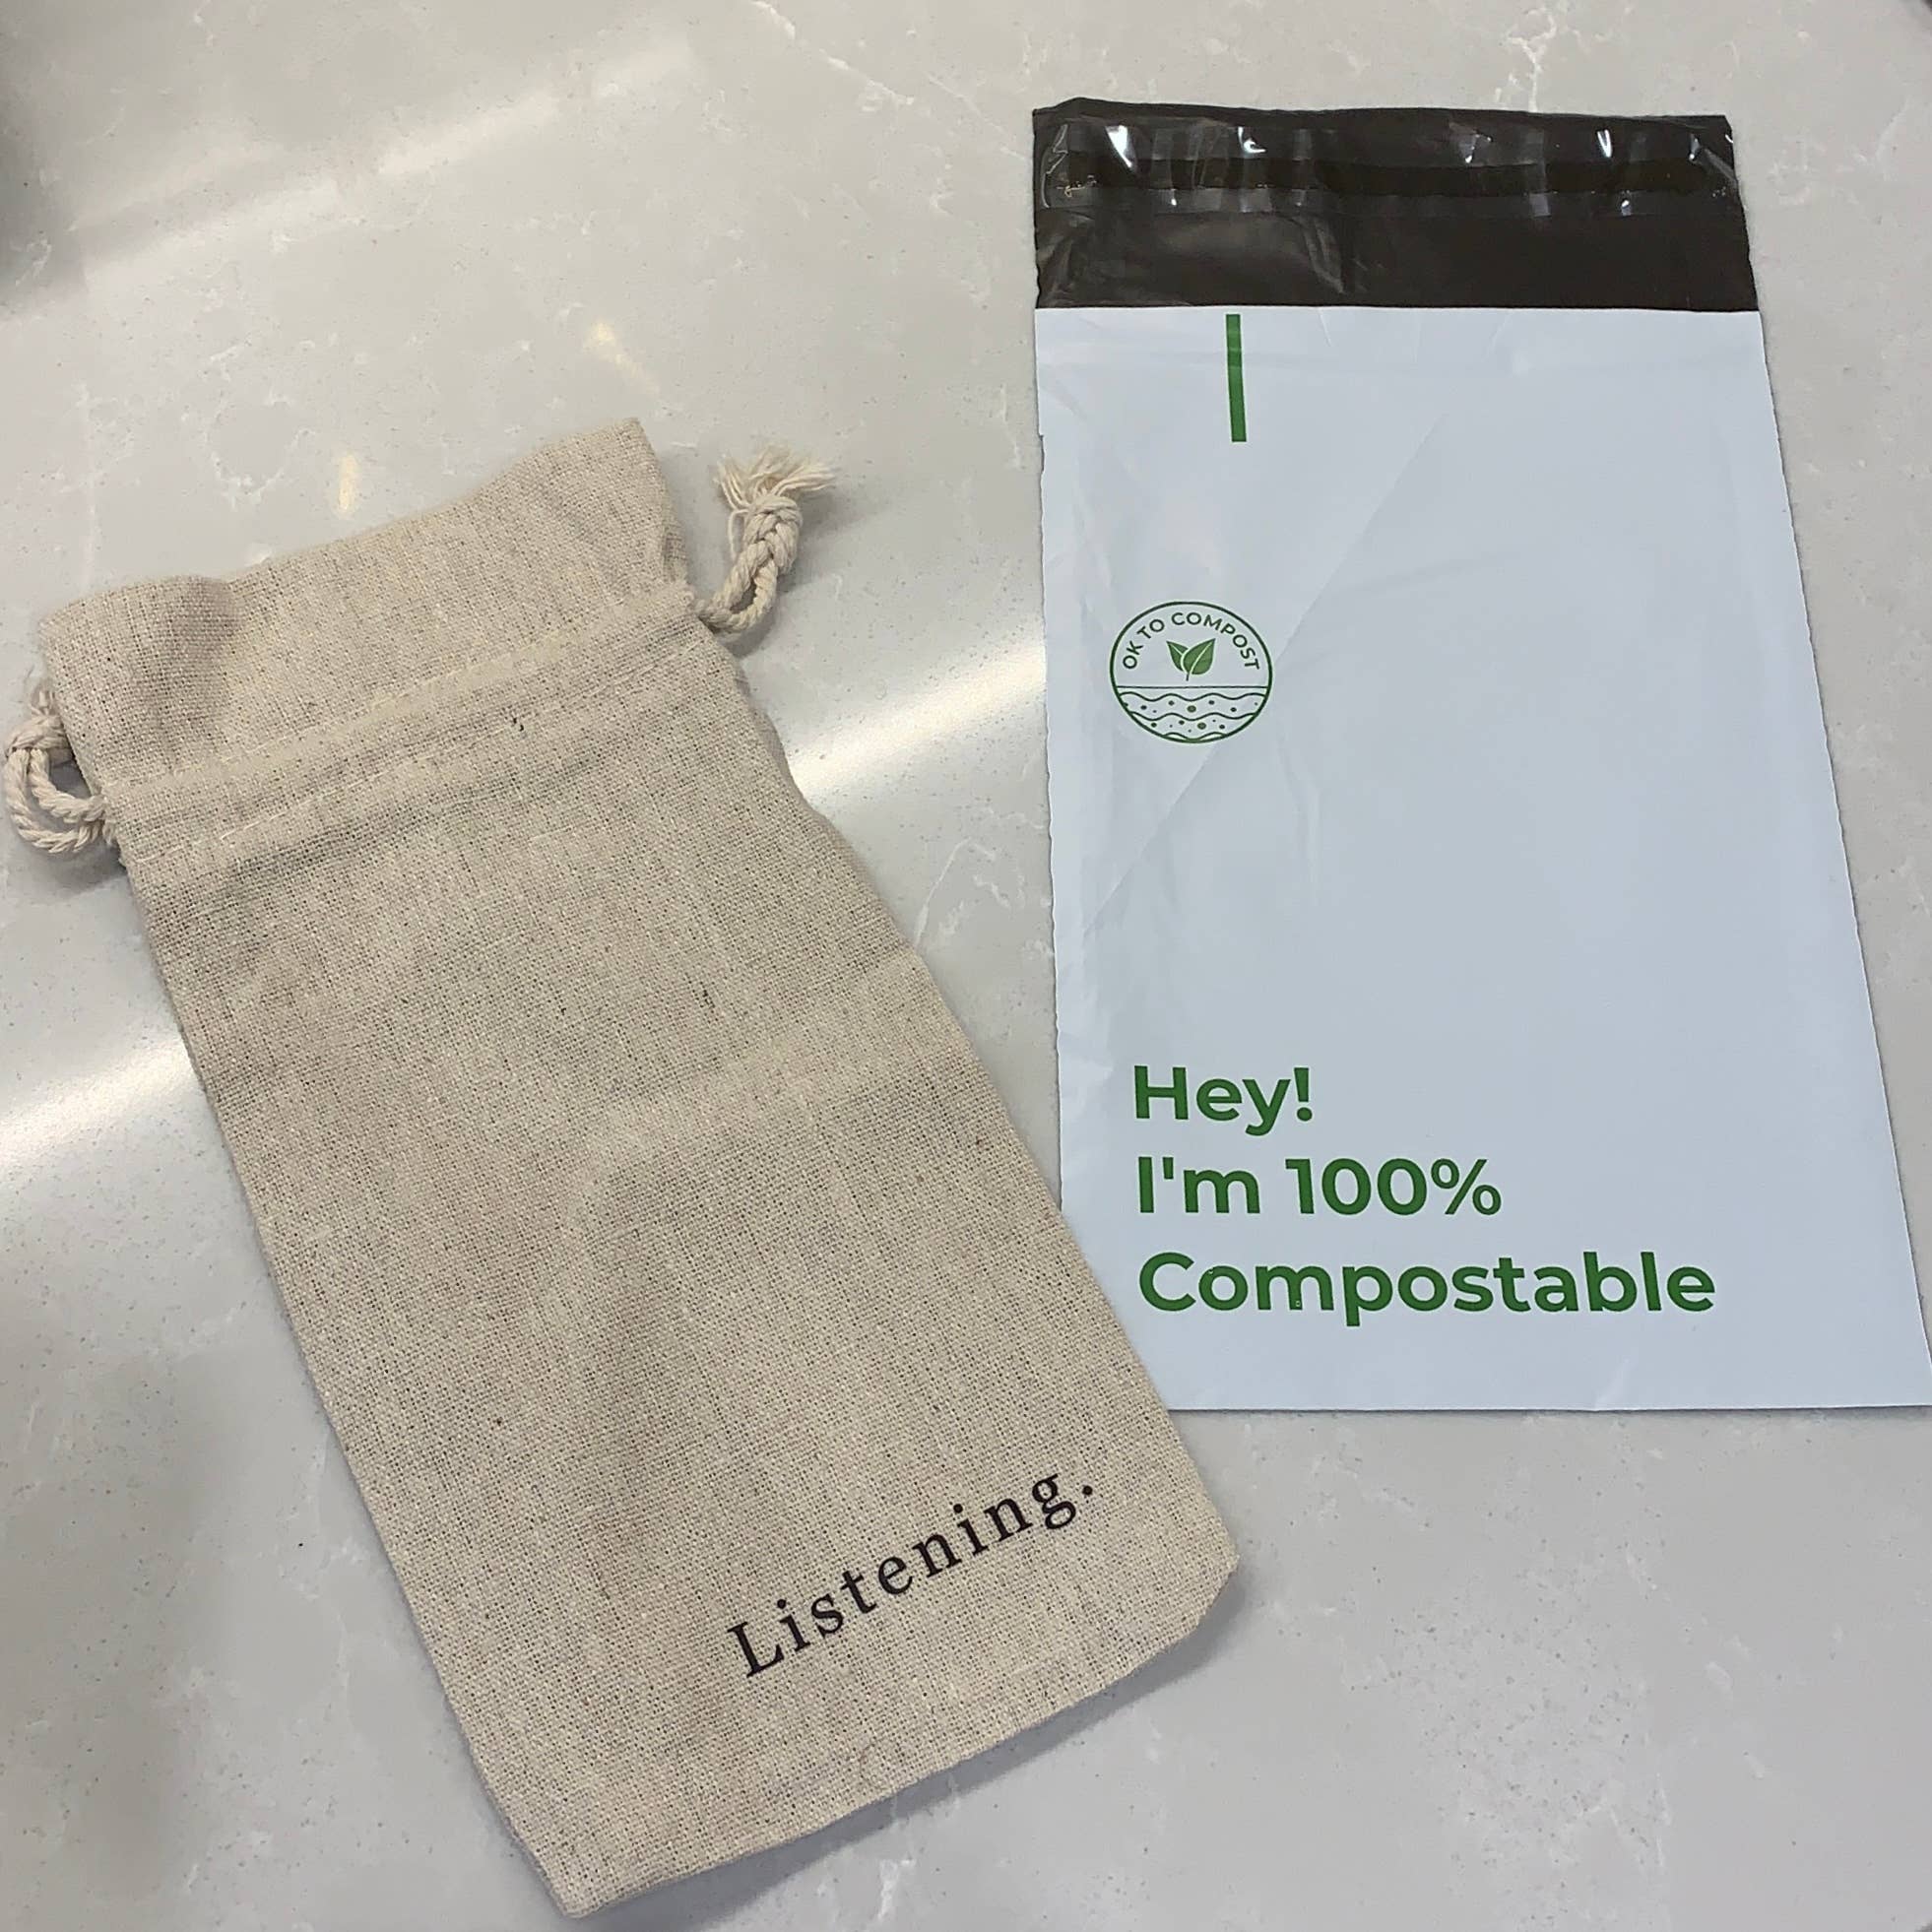 Listening.
OK TO COMPOST
Hey!
I'm 100%
Compostable